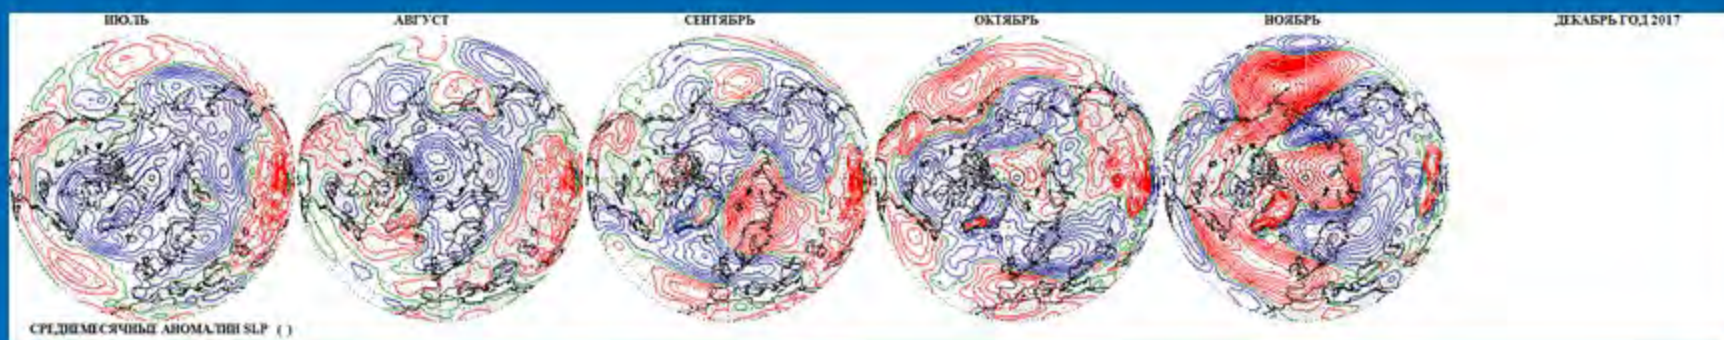 ИЮЛЬ АВГУСТ СЕНТЯБРЬ ОКТЯБРЬ НОЯБРЬ ДЕКАБРЬ ГОД 2017
СРЕДНЕМЕСЯЧНЫЕ АНОМАЛИИ SLP ( )